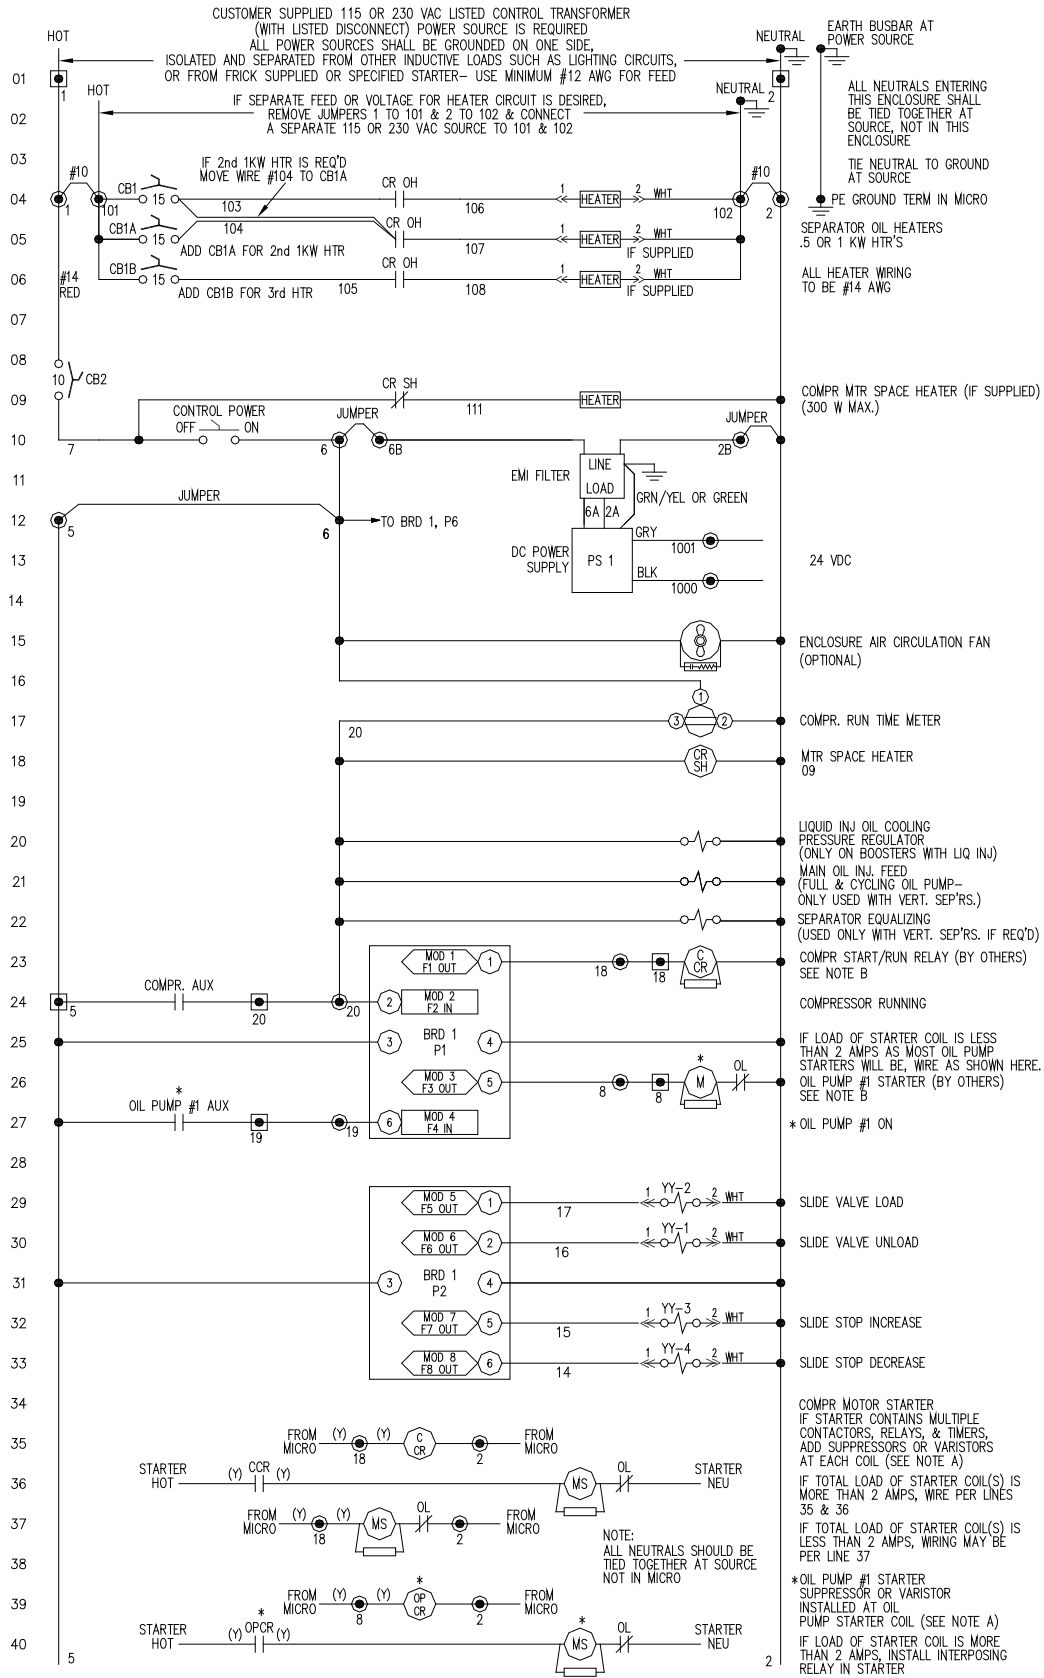 CUSTOMER SUPPLIED 115 OR 230 VAC LISTED CONTROL TRANSFORMER
(WITH LISTED DISCONNECT) POWER SOURCE IS REQUIRED
ALL POWER SOURCES SHALL BE GROUNDED ON ONE SIDE,
ISOLATED AND SEPARATED FROM OTHER INDUCTIVE LOADS SUCH AS LIGHTING CIRCUITS,
OR FROM FRICK SUPPLIED OR SPECIFIED STARTER– USE MINIMUM #12 AWG FOR FEED
HOT
NEUTRAL
EARTH BUSBAR AT
POWER SOURCE
01
1
2
HOT
NEUTRAL
IF SEPARATE FEED OR VOLTAGE FOR HEATER CIRCUIT IS DESIRED,
REMOVE JUMPERS 1 TO 101 & 2 TO 102 & CONNECT
A SEPARATE 115 OR 230 VAC SOURCE TO 101 & 102
ALL NEUTRALS ENTERING
THIS ENCLOSURE SHALL
BE TIED TOGETHER AT
SOURCE, NOT IN THIS
ENCLOSURE
02
03
IF 2nd 1KW HTR IS REQ'D
MOVE WIRE #104 TO CB1A
TIE NEUTRAL TO GROUND
AT SOURCE
04
#10
1
101
CB1
15
103
CR OH
106
1
HEATER
2
WHT
102
#10
2
PE GROUND TERM IN MICRO
05
CB1A
15
104
ADD CB1A FOR 2nd 1KW HTR
CR OH
107
1
HEATER
2
WHT
IF SUPPLIED
SEPARATOR OIL HEATERS
.5 OR 1 KW HTR'S
06
#14
RED
CB1B
15
ADD CB1B FOR 3rd HTR
105
CR OH
108
1
HEATER
2
WHT
IF SUPPLIED
ALL HEATER WIRING
TO BE #14 AWG
07
08
10
CB2
09
CR SH
111
HEATER
COMPR MTR SPACE HEATER (IF SUPPLIED)
(300 W MAX.)
10
7
CONTROL POWER
OFF
ON
JUMPER
6
6B
JUMPER
2B
11
EMI FILTER
LINE
LOAD
GRN/YEL OR GREEN
6A
2A
12
5
JUMPER
6
TO BRD 1, P6
13
DC POWER
SUPPLY
PS 1
GRY
1001
BLK
1000
24 VDC
14
15
ENCLOSURE AIR CIRCULATION FAN
(OPTIONAL)
16
1
17
20
3
2
COMPR. RUN TIME METER
18
CR
SH
MTR SPACE HEATER
09
19
20
LIQUID INJ OIL COOLING
PRESSURE REGULATOR
(ONLY ON BOOSTERS WITH LIQ INJ)
21
MAIN OIL INJ. FEED
(FULL & CYCLING OIL PUMP–
ONLY USED WITH VERT. SEP'RS.)
22
SEPARATOR EQUALIZING
(USED ONLY WITH VERT. SEP'RS. IF REQ'D)
23
MOD 1
F1 OUT
1
18
18
C
CR
COMPR START/RUN RELAY (BY OTHERS)
SEE NOTE B
24
5
COMPR. AUX
20
20
2
MOD 2
F2 IN
COMPRESSOR RUNNING
25
3
BRD 1
P1
4
IF LOAD OF STARTER COIL IS LESS
THAN 2 AMPS AS MOST OIL PUMP
STARTERS WILL BE, WIRE AS SHOWN HERE.
26
MOD 3
F3 OUT
5
8
8
*
M
OL
OIL PUMP #1 STARTER (BY OTHERS)
SEE NOTE B
27
*
OIL PUMP #1 AUX
19
19
6
MOD 4
F4 IN
* OIL PUMP #1 ON
28
29
MOD 5
F5 OUT
1
17
1
YY–2
2
WHT
SLIDE VALVE LOAD
30
MOD 6
F6 OUT
2
16
1
YY–1
2
WHT
SLIDE VALVE UNLOAD
31
3
BRD 1
P2
4
32
MOD 7
F7 OUT
5
15
1
YY–3
2
WHT
SLIDE STOP INCREASE
33
MOD 8
F8 OUT
6
14
1
YY–4
2
WHT
SLIDE STOP DECREASE
34
COMPR MOTOR STARTER
IF STARTER CONTAINS MULTIPLE
CONTACTORS, RELAYS, & TIMERS,
ADD SUPPRESSORS OR VARISTORS
AT EACH COIL (SEE NOTE A)
35
FROM
MICRO
(Y)
18
(Y)
C
CR
2
FROM
MICRO
36
STARTER
HOT
(Y)
CCR
(Y)
MS
OL
STARTER
NEU
IF TOTAL LOAD OF STARTER COIL(S) IS
MORE THAN 2 AMPS, WIRE PER LINES
35 & 36
37
FROM
MICRO
(Y)
18
(Y)
MS
OL
2
FROM
MICRO
IF TOTAL LOAD OF STARTER COIL(S) IS
LESS THAN 2 AMPS, WIRING MAY BE
PER LINE 37
38
NOTE:
ALL NEUTRALS SHOULD BE
TIED TOGETHER AT SOURCE
NOT IN MICRO
39
FROM
MICRO
(Y)
8
(Y)
*
OP
CR
2
FROM
MICRO
* OIL PUMP #1 STARTER
SUPPRESSOR OR VARISTOR
INSTALLED AT OIL
PUMP STARTER COIL (SEE NOTE A)
40
STARTER
HOT
(Y)
*
OPCR
(Y)
*
MS
OL
STARTER
NEU
IF LOAD OF STARTER COIL IS MORE
THAN 2 AMPS, INSTALL INTERPOSING
RELAY IN STARTER
5
2